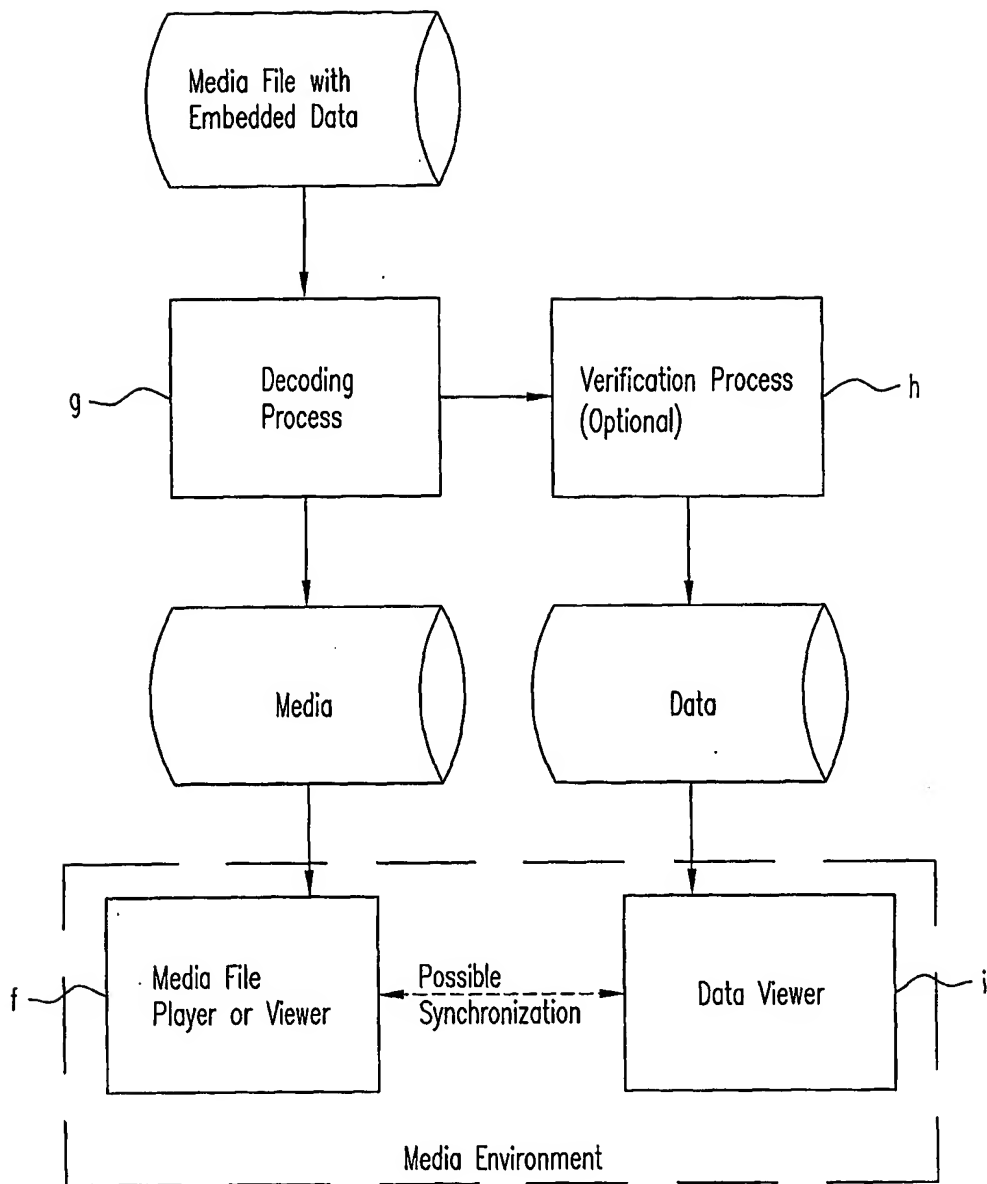 Media File with
Embedded Data
g
Decoding
Process
Verification Process
(Optional)
h
Media
Data
f
Media File
Player or Viewer
Possible
Synchronization
Data Viewer
i
Media Environment